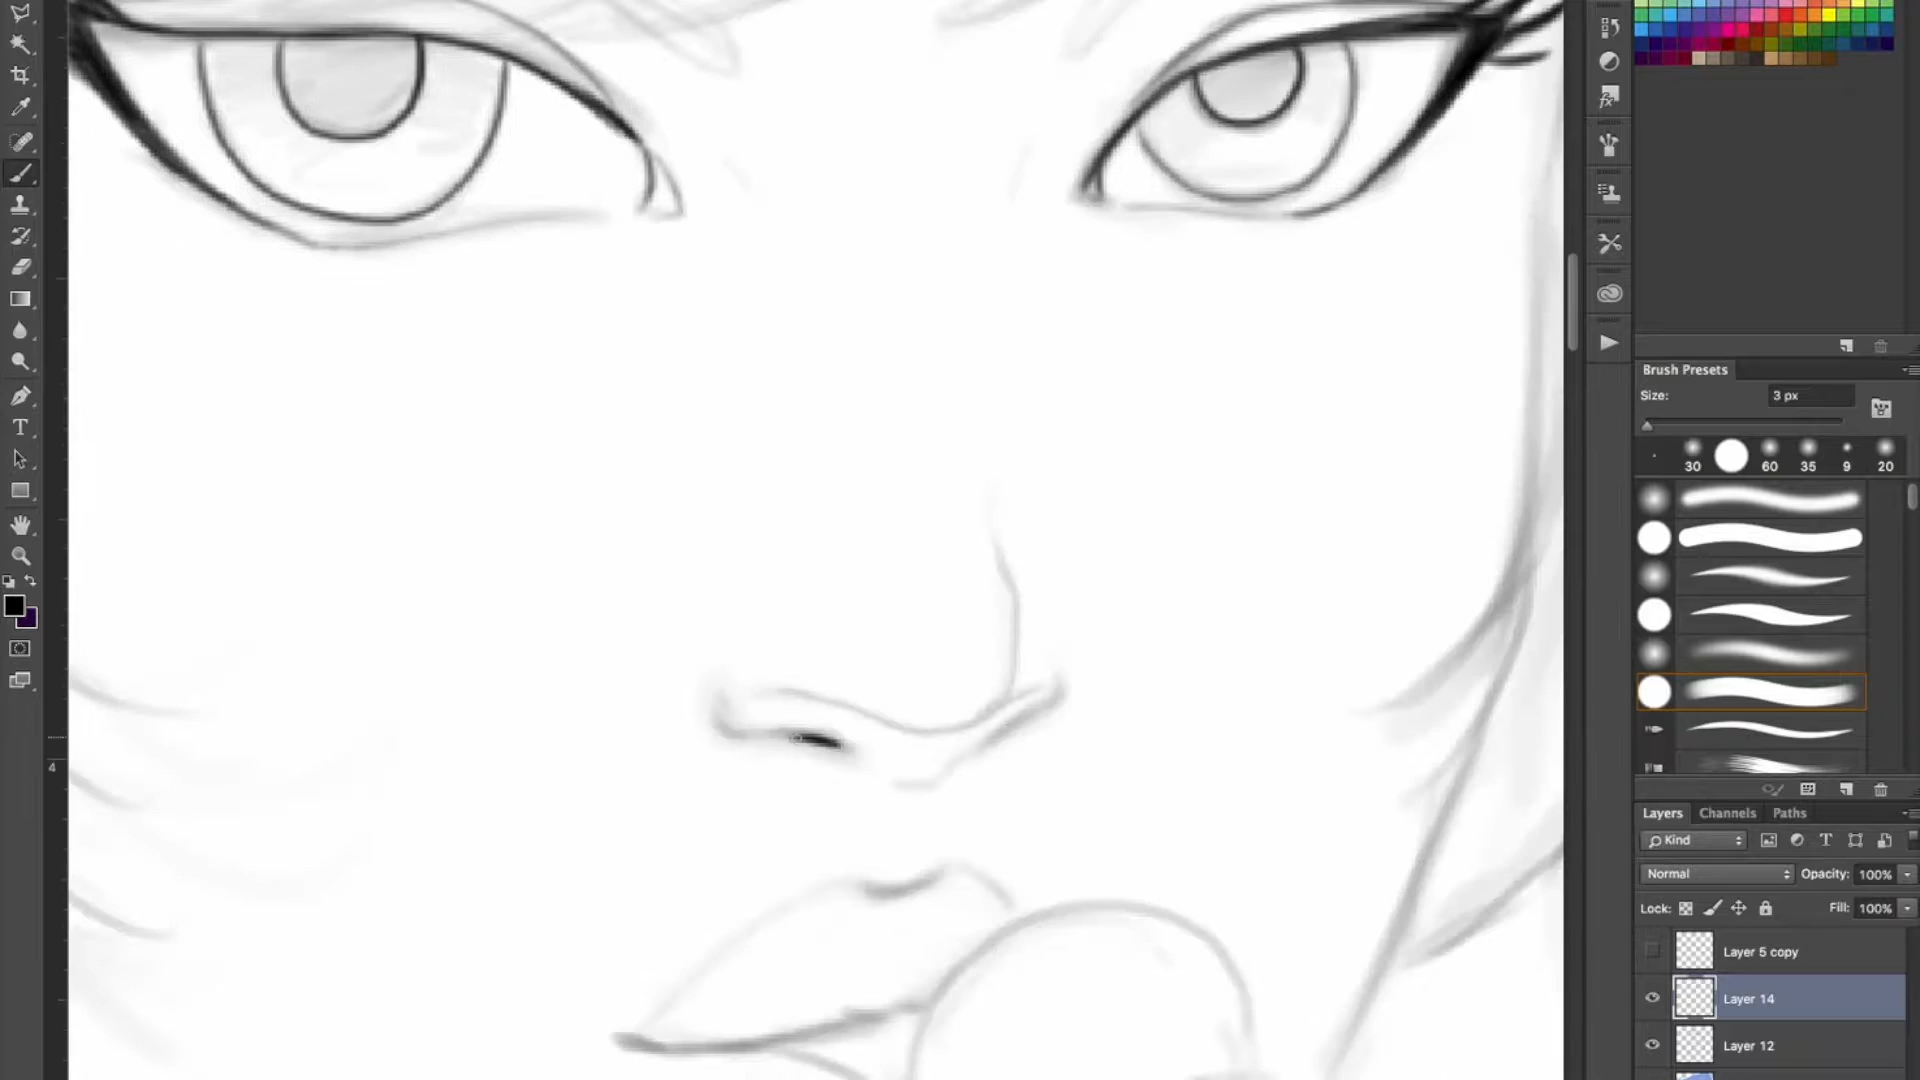 Brush Presets
Size: 3 px
30 60 35 9 20
4
Layers Channels Paths
Kind
Normal Opacity: 100%
Lock: Fill: 100%
Layer 5 copy
Layer 14
Layer 12